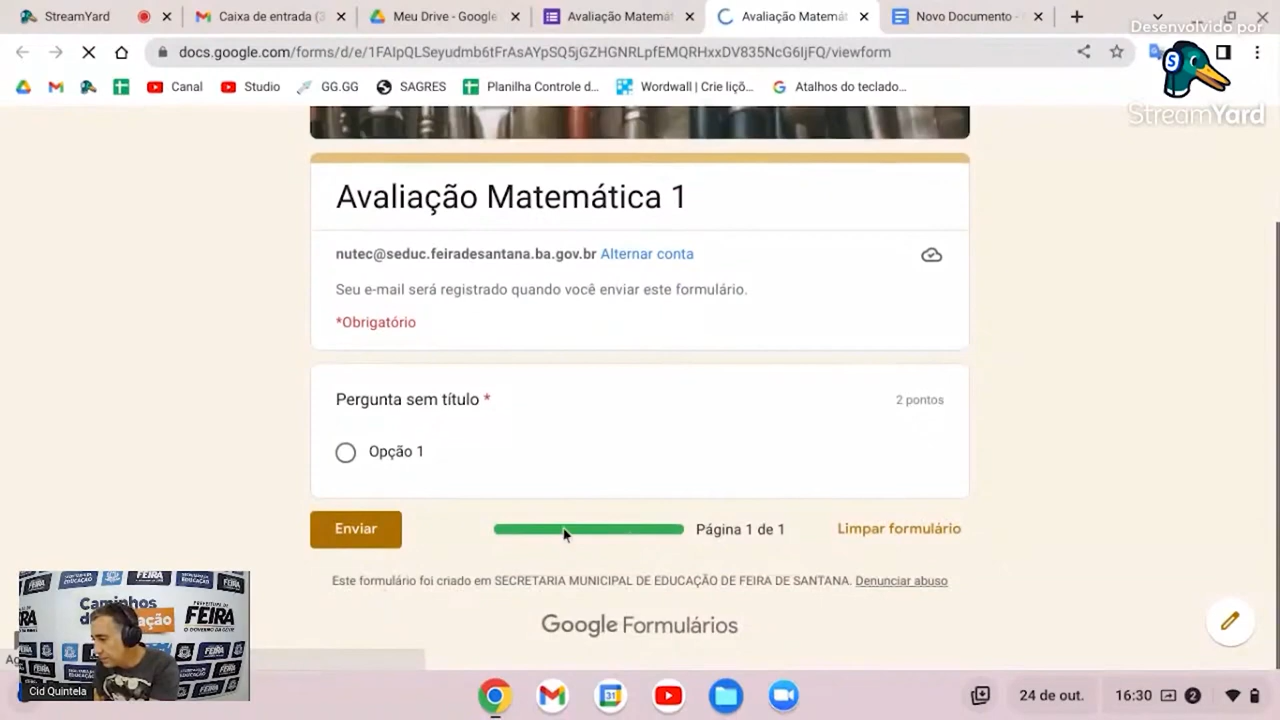 StreamYard
Caixa de entrada (3
Meu Drive - Google
Avaliação Matemát
Avaliação Matemát
Novo Documento -
Desenvolvido por
docs.google.com/forms/d/e/1FAIpQLSeyudmb6tFrAsAYpSQ5jGZHGNRLpfEMQRHxxDV835NcG6IjFQ/viewform
Canal
Studio
GG.GG
SAGRES
Planilha Controle d...
Wordwall | Crie liçõ...
Atalhos do teclado...
StreamYard
Avaliação Matemática 1
nutec@seduc.feiradesantana.ba.gov.br Alternar conta
Seu e-mail será registrado quando você enviar este formulário.
*Obrigatório
Pergunta sem título *
2 pontos
Opção 1
Enviar
Página 1 de 1
Limpar formulário
Este formulário foi criado em SECRETARIA MUNICIPAL DE EDUCAÇÃO DE FEIRA DE SANTANA. Denunciar abuso
Google Formulários
Caminhos
FEIRA
Cid Quintela
24 de out.
16:30
2